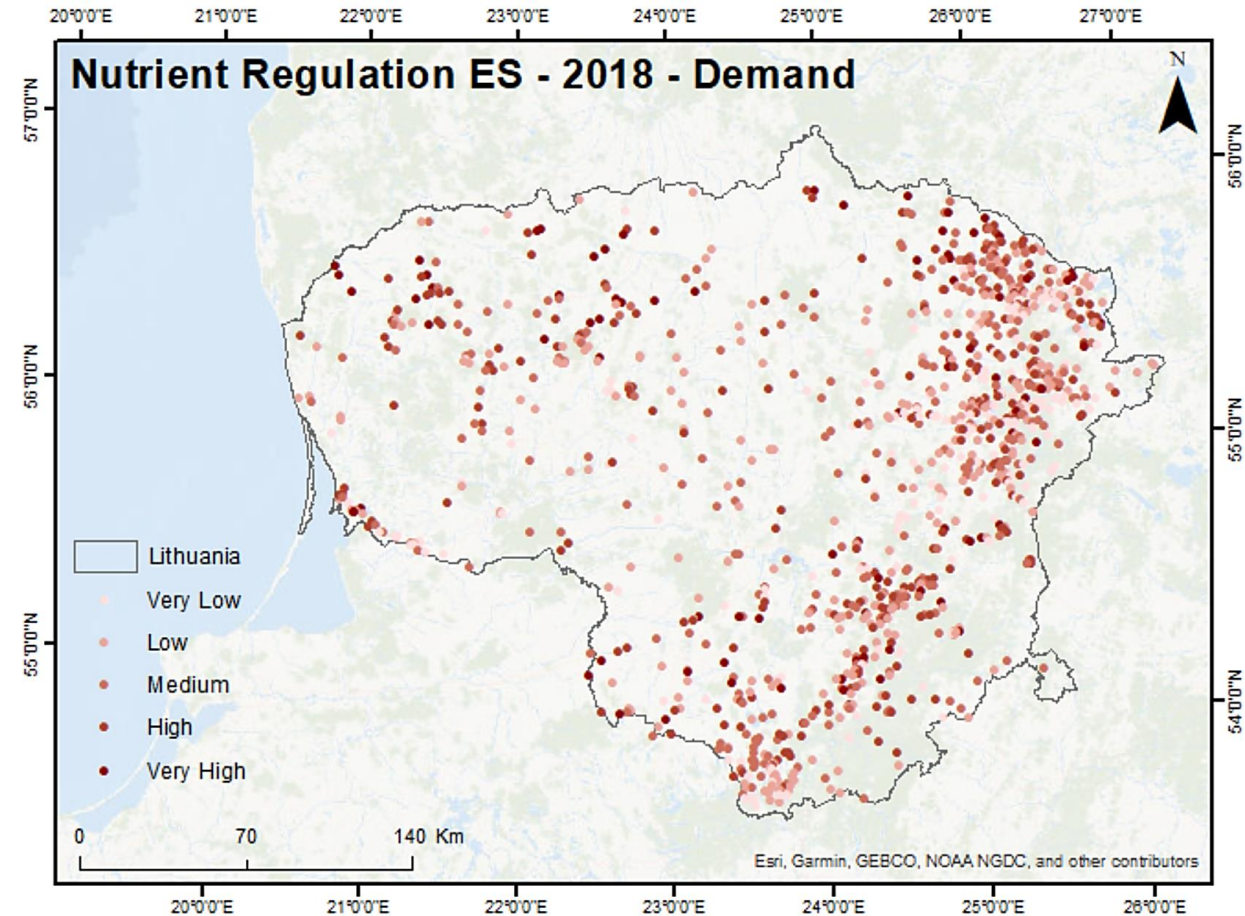 20°0'0"E 21°0'0"E 22°0'0"E 23°0'0"E 24°0'0"E 25°0'0"E 26°0'0"E 27°0'0"E
Nutrient Regulation ES - 2018 - Demand
N
57°0'0"N
56°0'0"N
56°0'0"N
55°0'0"N
55°0'0"N
54°0'0"N
Lithuania
Very Low
Low
Medium
High
Very High
0 70 140 Km
Esri, Garmin, GEBCO, NOAA NGDC, and other contributors
20°0'0"E 21°0'0"E 22°0'0"E 23°0'0"E 24°0'0"E 25°0'0"E 26°0'0"E